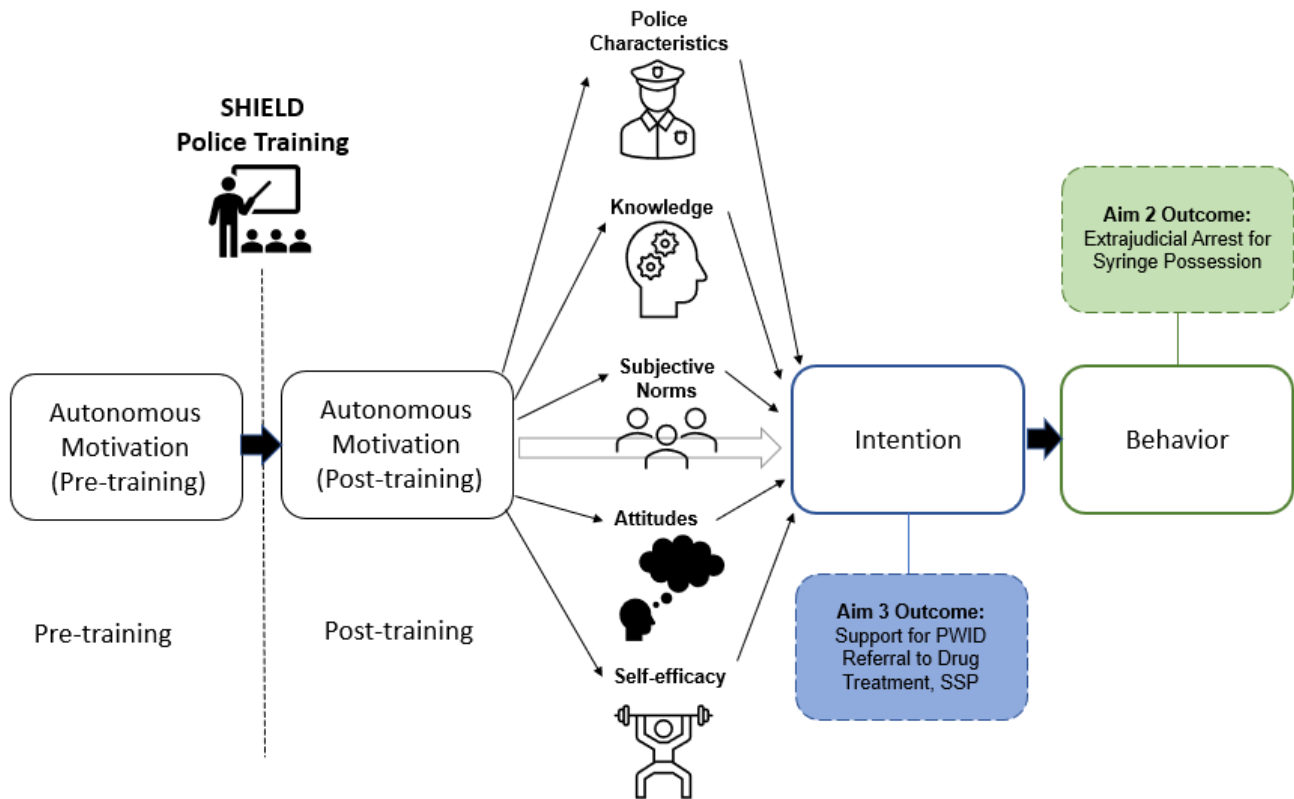 Police
Characteristics
SHIELD
Police Training
Knowledge
Aim 2 Outcome:
Extrajudicial Arrest for
Syringe Possession
Subjective
Norms
Autonomous
Motivation
(Pre-training)
Autonomous
Motivation
(Post-training)
Intention
Behavior
Attitudes
Pre-training
Post-training
Aim 3 Outcome:
Support for PWID
Referral to Drug
Treatment, SSP
Self-efficacy